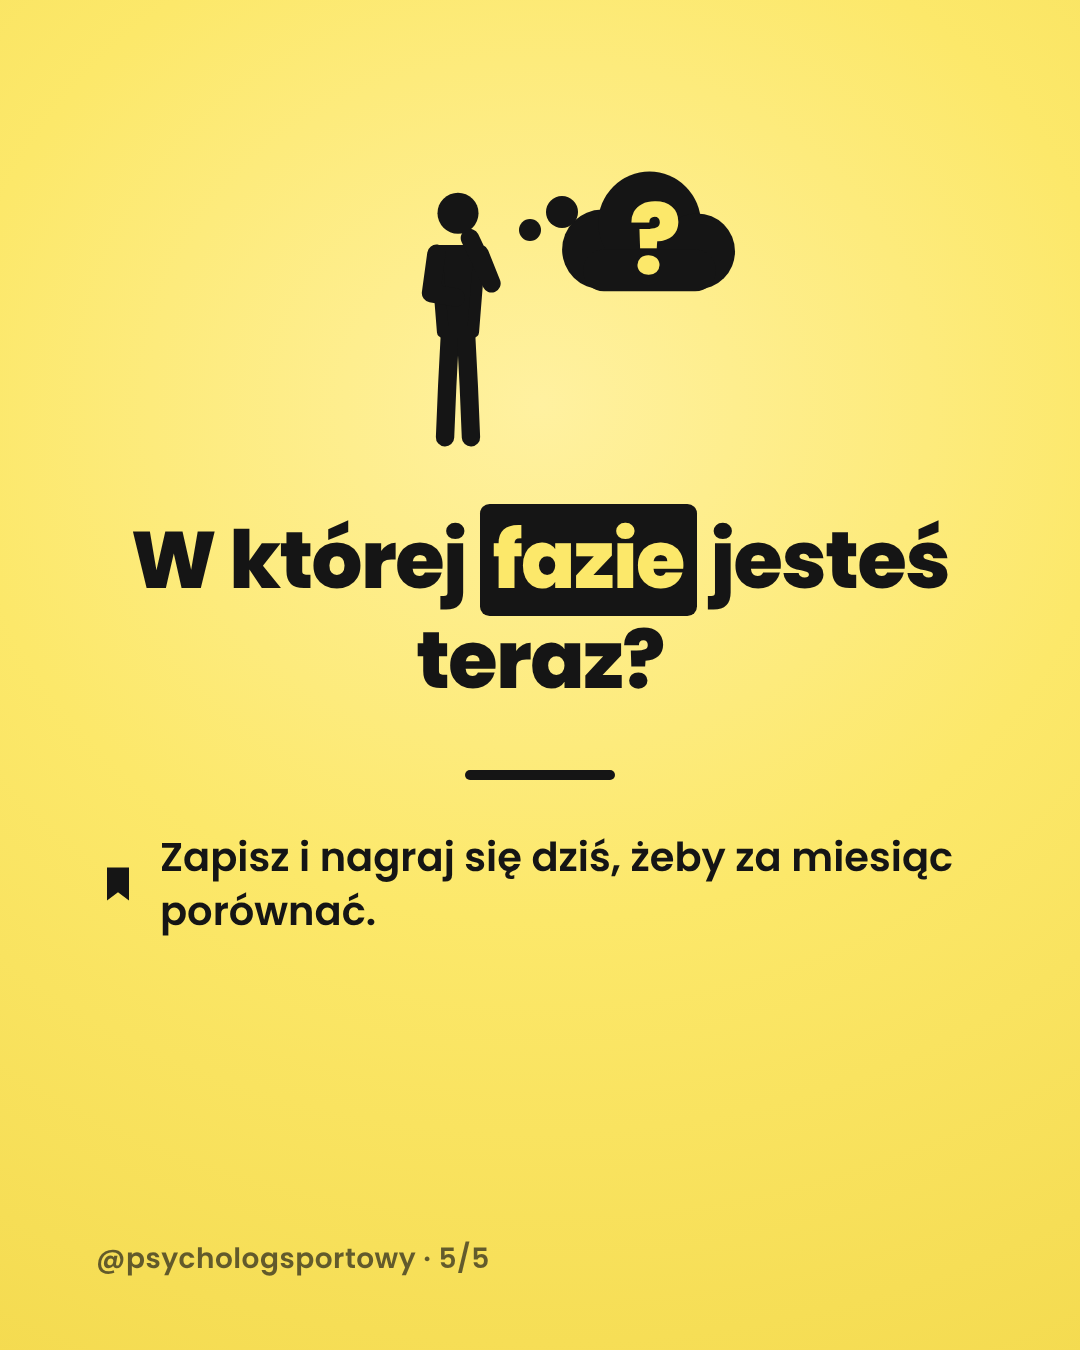 ?
W której fazie jesteś
teraz?
Zapisz i nagraj się dziś, żeby za miesiąc
porównać.
@psychologsportowy · 5/5